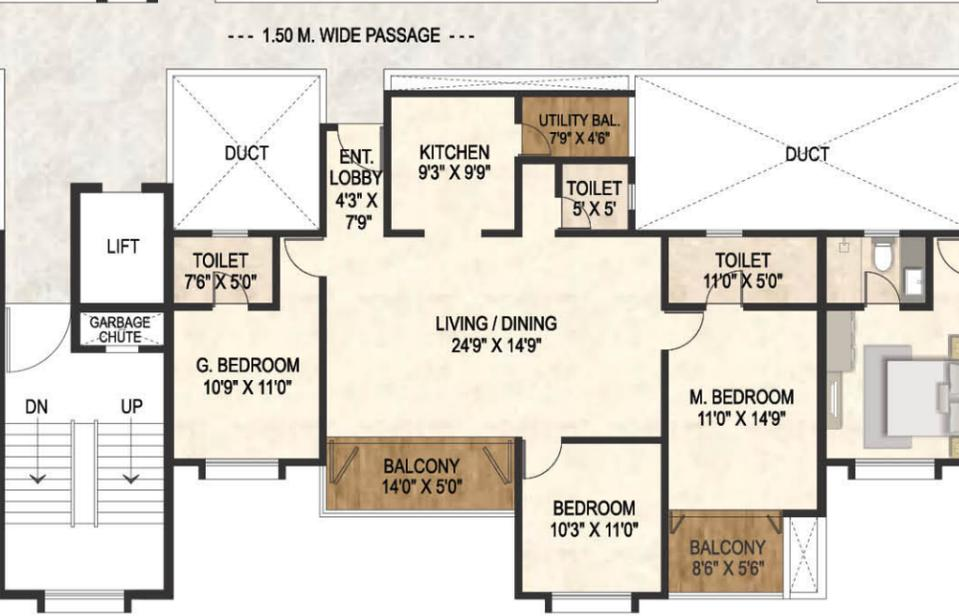 --- 1.50 M. WIDE PASSAGE ---
DUCT
ENT.
LOBBY
4'3" X
7'9"
KITCHEN
9'3" X 9'9"
UTILITY BAL.
7'9" X 4'6"
TOILET
5' X 5'
DUCT
LIFT
TOILET
7'6" X 5'0"
TOILET
11'0" X 5'0"
GARBAGE
CHUTE
LIVING / DINING
24'9" X 14'9"
G. BEDROOM
10'9" X 11'0"
M. BEDROOM
11'0" X 14'9"
DN
UP
BALCONY
14'0" X 5'0"
BEDROOM
10'3" X 11'0"
BALCONY
8'6" X 5'6"